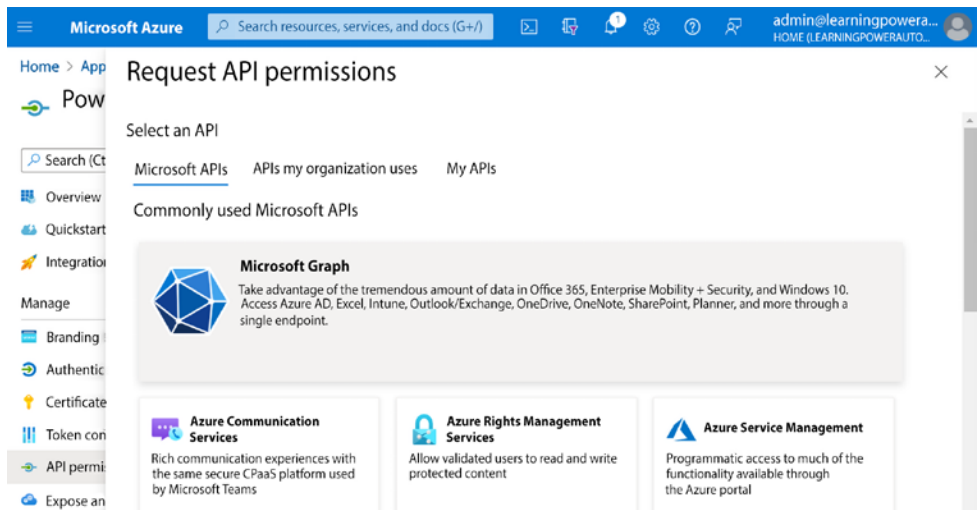 Microsoft Azure
Search resources, services, and docs (G+/)
1
admin@learningpowera...
HOME (LEARNINGPOWERAUTO...
Home > App
Pow
Search (Ct
Overview
Quickstart
Integration
Manage
Branding
Authentic
Certificate
Token con
API permi
Expose an
Request API permissions
Select an API
Microsoft APIs APIs my organization uses My APIs
Commonly used Microsoft APIs
Microsoft Graph
Take advantage of the tremendous amount of data in Office 365, Enterprise Mobility + Security, and Windows 10.
Access Azure AD, Excel, Intune, Outlook/Exchange, OneDrive, OneNote, SharePoint, Planner, and more through a
single endpoint.
Azure Communication
Services
Rich communication experiences with
the same secure CPaaS platform used
by Microsoft Teams
Azure Rights Management
Services
Allow validated users to read and write
protected content
Azure Service Management
Programmatic access to much of the
functionality available through
the Azure portal